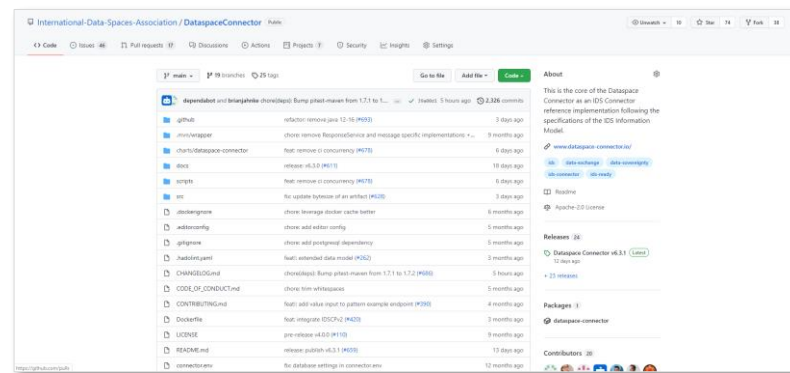 International-Data-Spaces-Association / DataspaceConnector Public
Unwatch 10 Star 74 Fork 38
Code Issues 46 Pull requests 17 Discussions Actions Projects 7 Security Insights Settings
main 19 branches 25 tags Go to file Add file Code
dependabot and brianjahnke chore(deps): Bump pitest-maven from 1.7.1 to 1.... 5 hours ago 2,326 commits
.github refactor: remove java 12-16 (#693) 3 days ago
.mvn/wrapper chore: remove ResponseService and message specific implementations +... 9 months ago
charts/dataspace-connector feat: remove ci concurrency (#678) 6 days ago
docs release: v6.3.0 (#611) 18 days ago
scripts feat: remove ci concurrency (#678) 6 days ago
src fix: update bytesize of an artifact (#628) 3 days ago
.dockerignore chore: leverage docker cache better 6 months ago
.editorconfig chore: add editor config 5 months ago
.gitignore chore: add postgresql dependency 5 months ago
.hadolint.yaml feat!: extended data model (#262) 3 months ago
CHANGELOG.md chore(deps): Bump pitest-maven from 1.7.1 to 1.7.2 (#686) 5 hours ago
CODE_OF_CONDUCT.md chore: trim whitespaces 5 months ago
CONTRIBUTING.md feat!: add value input to pattern example endpoint (#399) 4 months ago
Dockerfile feat: integrate IDSCPv2 (#420) 3 months ago
LICENSE pre-release v4.0.0 (#110) 9 months ago
README.md release: publish v6.3.1 (#659) 13 days ago
connector.env fix: database settings in connector.env 12 months ago
About
This is the core of the Dataspace
Connector as an IDS Connector
reference implementation following the
specifications of the IDS Information
Model.
www.dataspace-connector.io/
ids data-exchange data-sovereignty
ids-connector ids-ready
Readme
Apache-2.0 License
Releases 24
Dataspace Connector v6.3.1 Latest
12 days ago
+ 23 releases
Packages 3
dataspace-connector
Contributors 20
https://github.com/pulls